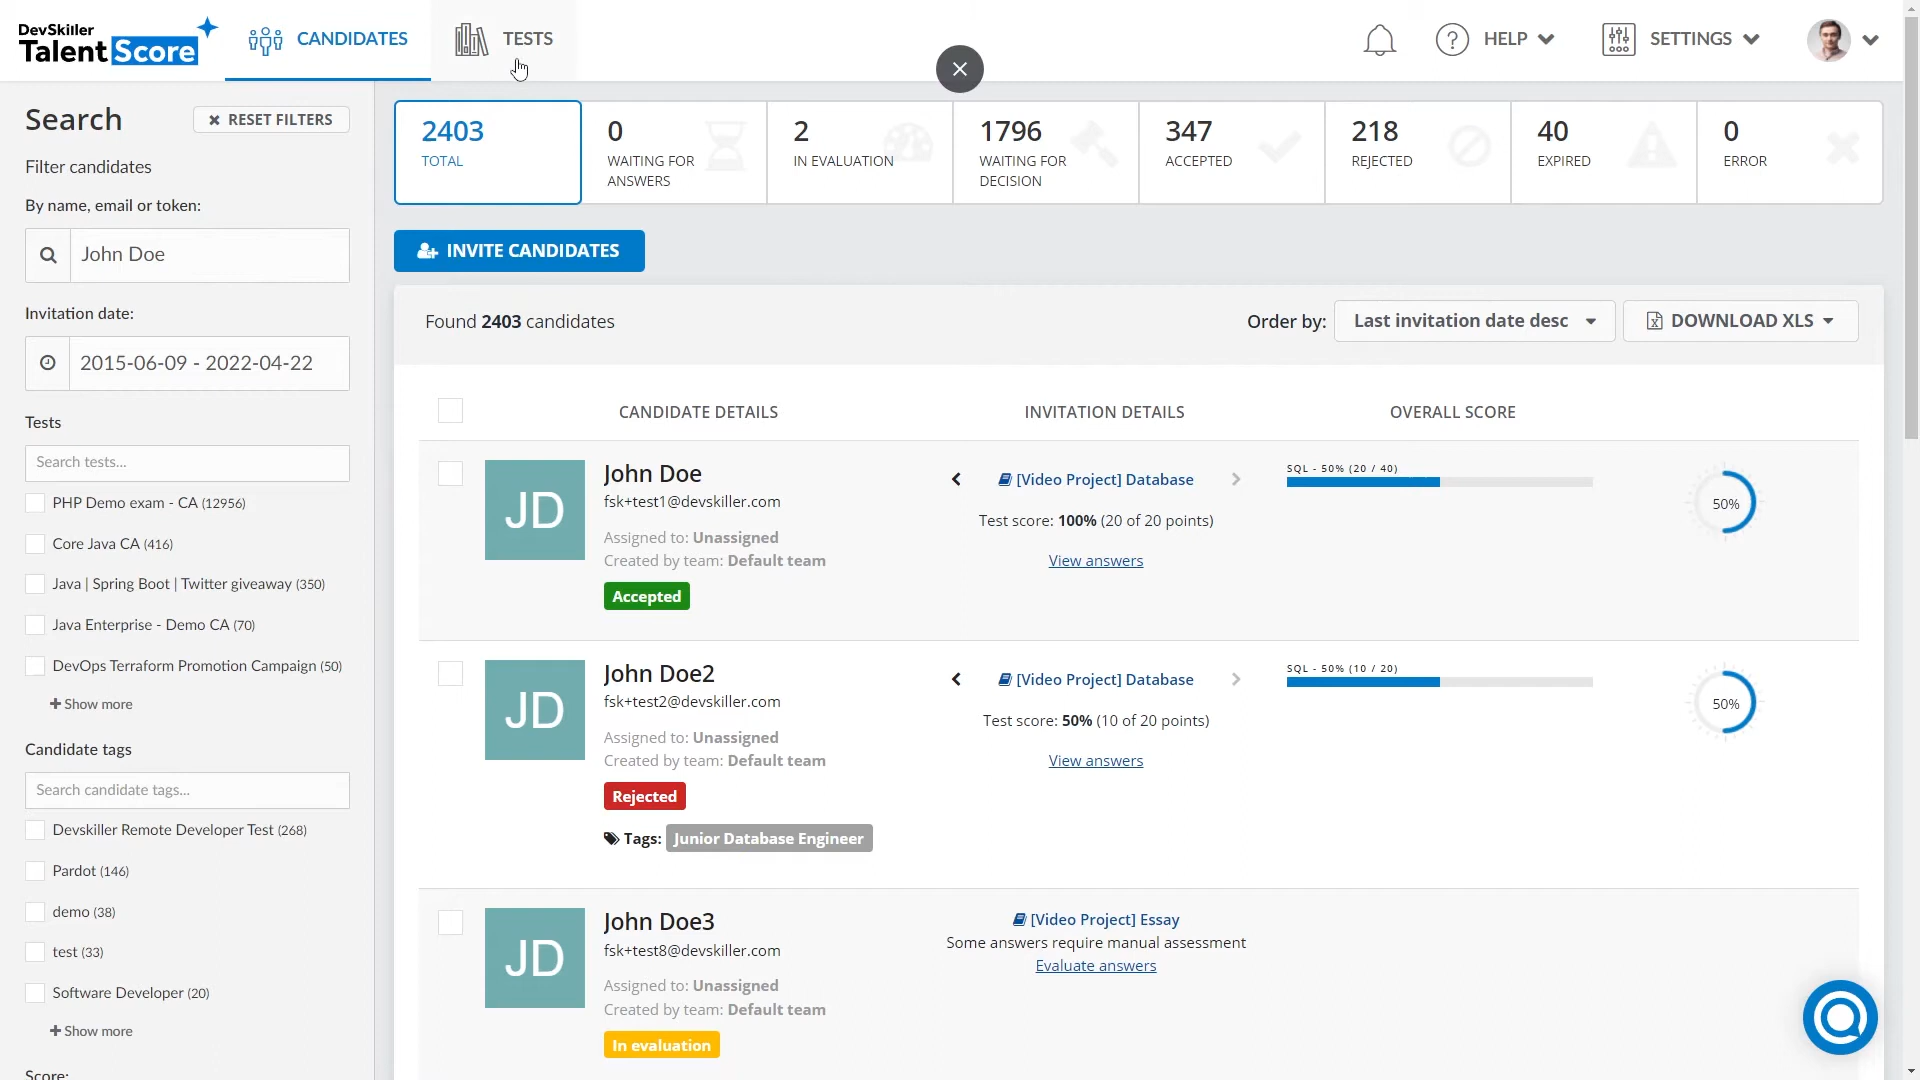 DevSkiller
TalentScore
CANDIDATES
TESTS
HELP
SETTINGS
Search
RESET FILTERS
Filter candidates
By name, email or token:
John Doe
Invitation date:
2015-06-09 - 2022-04-22
Tests
Search tests...
PHP Demo exam - CA (12956)
Core Java CA (416)
Java | Spring Boot | Twitter giveaway (350)
Java Enterprise - Demo CA (70)
DevOps Terraform Promotion Campaign (50)
Show more
Candidate tags
Search candidate tags...
Devskiller Remote Developer Test (268)
Pardot (146)
demo (38)
test (33)
Software Developer (20)
Show more
Score:
2403
TOTAL
0
WAITING FOR
ANSWERS
2
IN EVALUATION
1796
WAITING FOR
DECISION
347
ACCEPTED
218
REJECTED
40
EXPIRED
0
ERROR
INVITE CANDIDATES
Found 2403 candidates
Order by:
Last invitation date desc
DOWNLOAD XLS
CANDIDATE DETAILS
INVITATION DETAILS
OVERALL SCORE
JD
John Doe
fsk+test1@devskiller.com
Assigned to: Unassigned
Created by team: Default team
Accepted
[Video Project] Database
Test score: 100% (20 of 20 points)
View answers
SQL - 50% (20 / 40)
50%
JD
John Doe2
fsk+test2@devskiller.com
Assigned to: Unassigned
Created by team: Default team
Rejected
Tags: Junior Database Engineer
[Video Project] Database
Test score: 50% (10 of 20 points)
View answers
SQL - 50% (10 / 20)
50%
JD
John Doe3
fsk+test8@devskiller.com
Assigned to: Unassigned
Created by team: Default team
In evaluation
[Video Project] Essay
Some answers require manual assessment
Evaluate answers